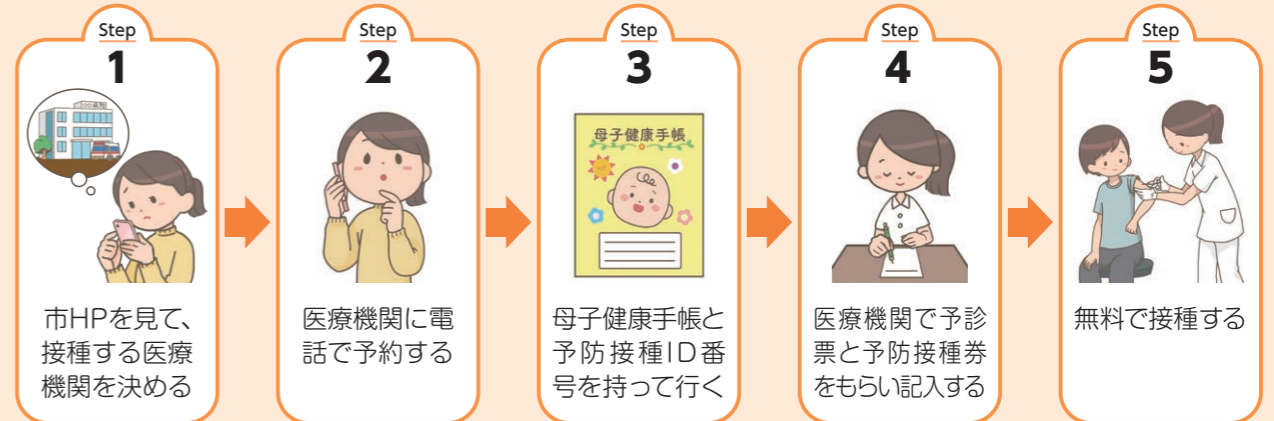 Step
1
市HPを見て、
接種する医療
機関を決める
Step
2
医療機関に電
話で予約する
Step
3
母子健康手帳
母子健康手帳と
予防接種ID番
号を持って行く
Step
4
医療機関で予診
票と予防接種券
をもらい記入する
Step
5
無料で接種する